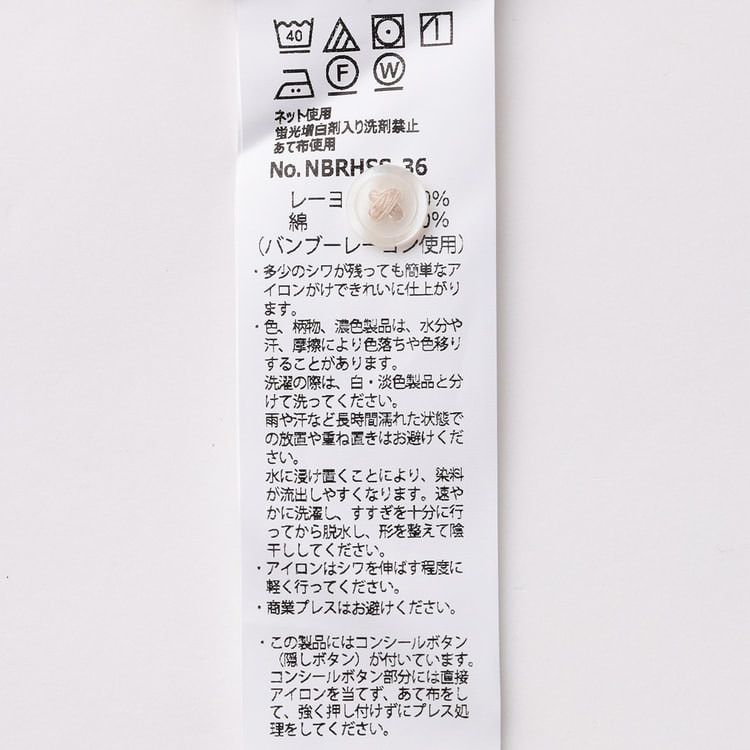 40
F W
ネット使用
蛍光増白剤入り洗剤禁止
あて布使用
No. NBRHSS-36
レーヨ 0%
綿 0%
(バンブーレーヨン使用)
・多少のシワが残っても簡単なア
イロンがけできれいに仕上がり
ます。
・色、柄物、濃色製品は、水分や
汗、摩擦により色落ちや色移り
することがあります。
洗濯の際は、白・淡色製品と分
けて洗ってください。
雨や汗など長時間濡れた状態で
の放置や重ね置きはお避けくだ
さい。
水に浸け置くことにより、染料
が流出しやすくなります。速や
かに洗濯し、すすぎを十分に行
ってから脱水し、形を整えて陰
干ししてください。
・アイロンはシワを伸ばす程度に
軽く行ってください。
・商業プレスはお避けください。
・この製品にはコンシールボタン
(隠しボタン)が付いています。
コンシールボタン部分には直接
アイロンを当てず、あて布をし
て、強く押し付けずにプレス処
理をしてください。